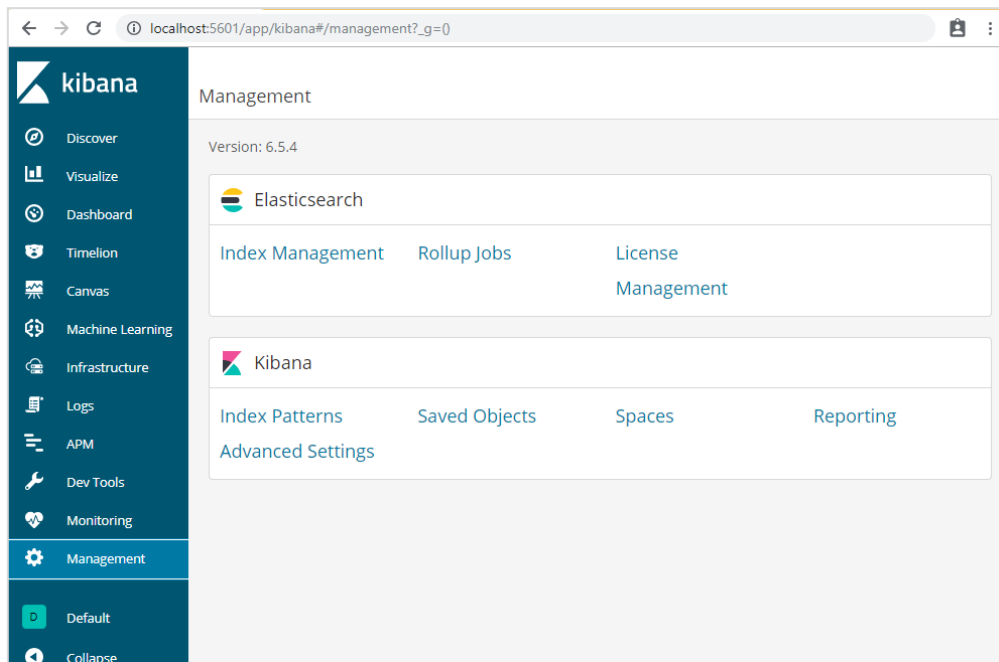 localhost:5601/app/kibana#/management?_g=()
kibana
Discover
Visualize
Dashboard
Timelion
Canvas
Machine Learning
Infrastructure
Logs
APM
Dev Tools
Monitoring
Management
D Default
Collapse
Management
Version: 6.5.4
Elasticsearch
Index Management Rollup Jobs License
Management
Kibana
Index Patterns Saved Objects Spaces Reporting
Advanced Settings